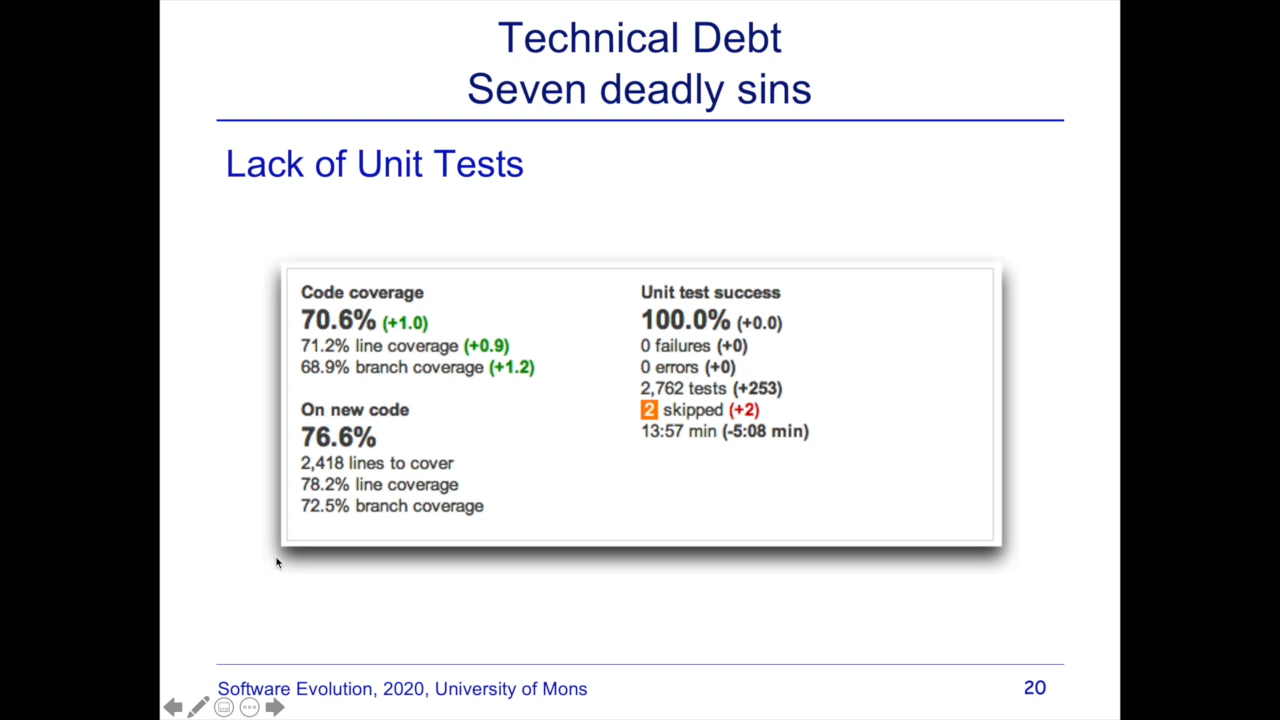 Technical Debt
Seven deadly sins
Lack of Unit Tests
Code coverage
70.6% (+1.0)
71.2% line coverage (+0.9)
68.9% branch coverage (+1.2)
On new code
76.6%
2,418 lines to cover
78.2% line coverage
72.5% branch coverage
Unit test success
100.0% (+0.0)
0 failures (+0)
0 errors (+0)
2,762 tests (+253)
2 skipped (+2)
13:57 min (-5:08 min)
Software Evolution, 2020, University of Mons
20